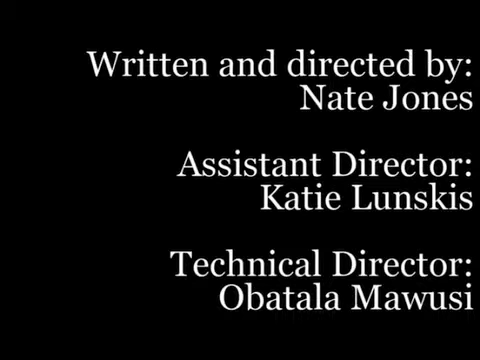 Written and directed by:
Nate Jones
Assistant Director:
Katie Lunskis
Technical Director:
Obatala Mawusi